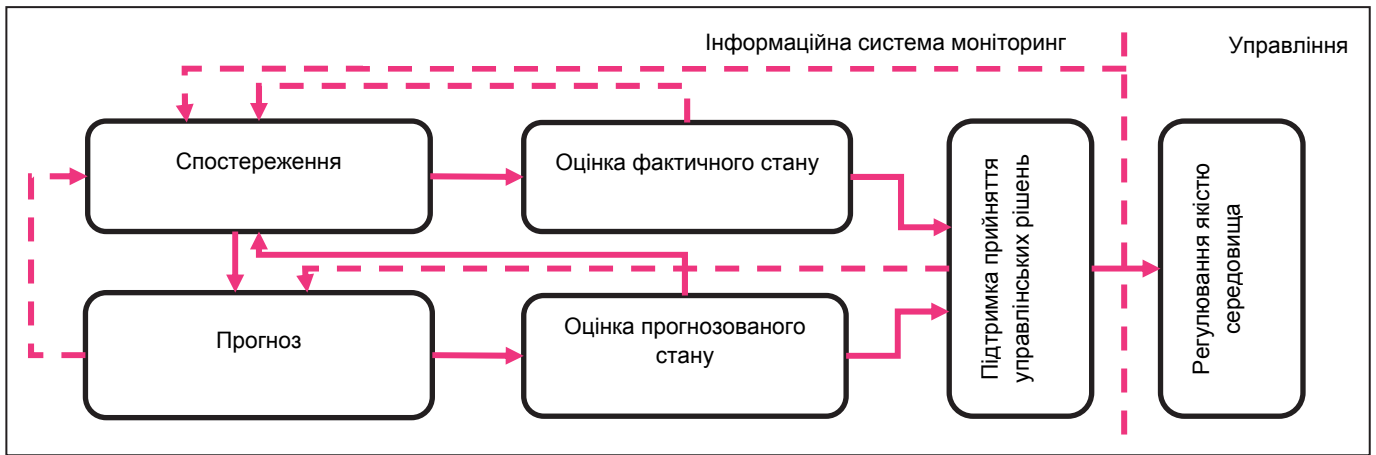 Інформаційна система моніторинг
Управління
Спостереження
Оцінка фактичного стану
Підтримка прийняття
управлінських рішень
Регулювання якістю
середовища
Прогноз
Оцінка прогнозованого
стану